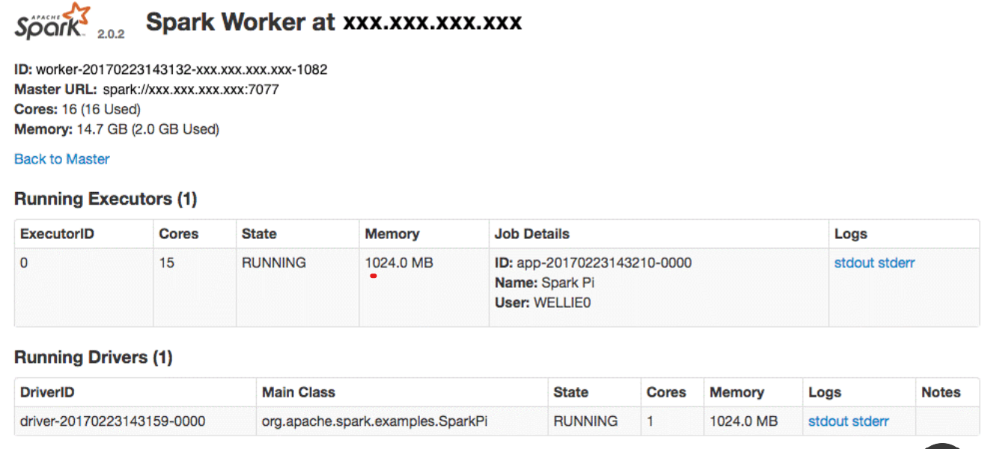 APACHE
Spark 2.0.2 Spark Worker at xxx.xxx.xxx.xxx
ID: worker-20170223143132-xxx.xxx.xxx.xxx-1082
Master URL: spark://xxx.xxx.xxx.xxx:7077
Cores: 16 (16 Used)
Memory: 14.7 GB (2.0 GB Used)
Back to Master
Running Executors (1)
ExecutorID Cores State Memory Job Details Logs
0 15 RUNNING 1024.0 MB ID: app-20170223143210-0000 stdout stderr
Name: Spark Pi
User: WELLIE0
Running Drivers (1)
DriverID Main Class State Cores Memory Logs Notes
driver-20170223143159-0000 org.apache.spark.examples.SparkPi RUNNING 1 1024.0 MB stdout stderr